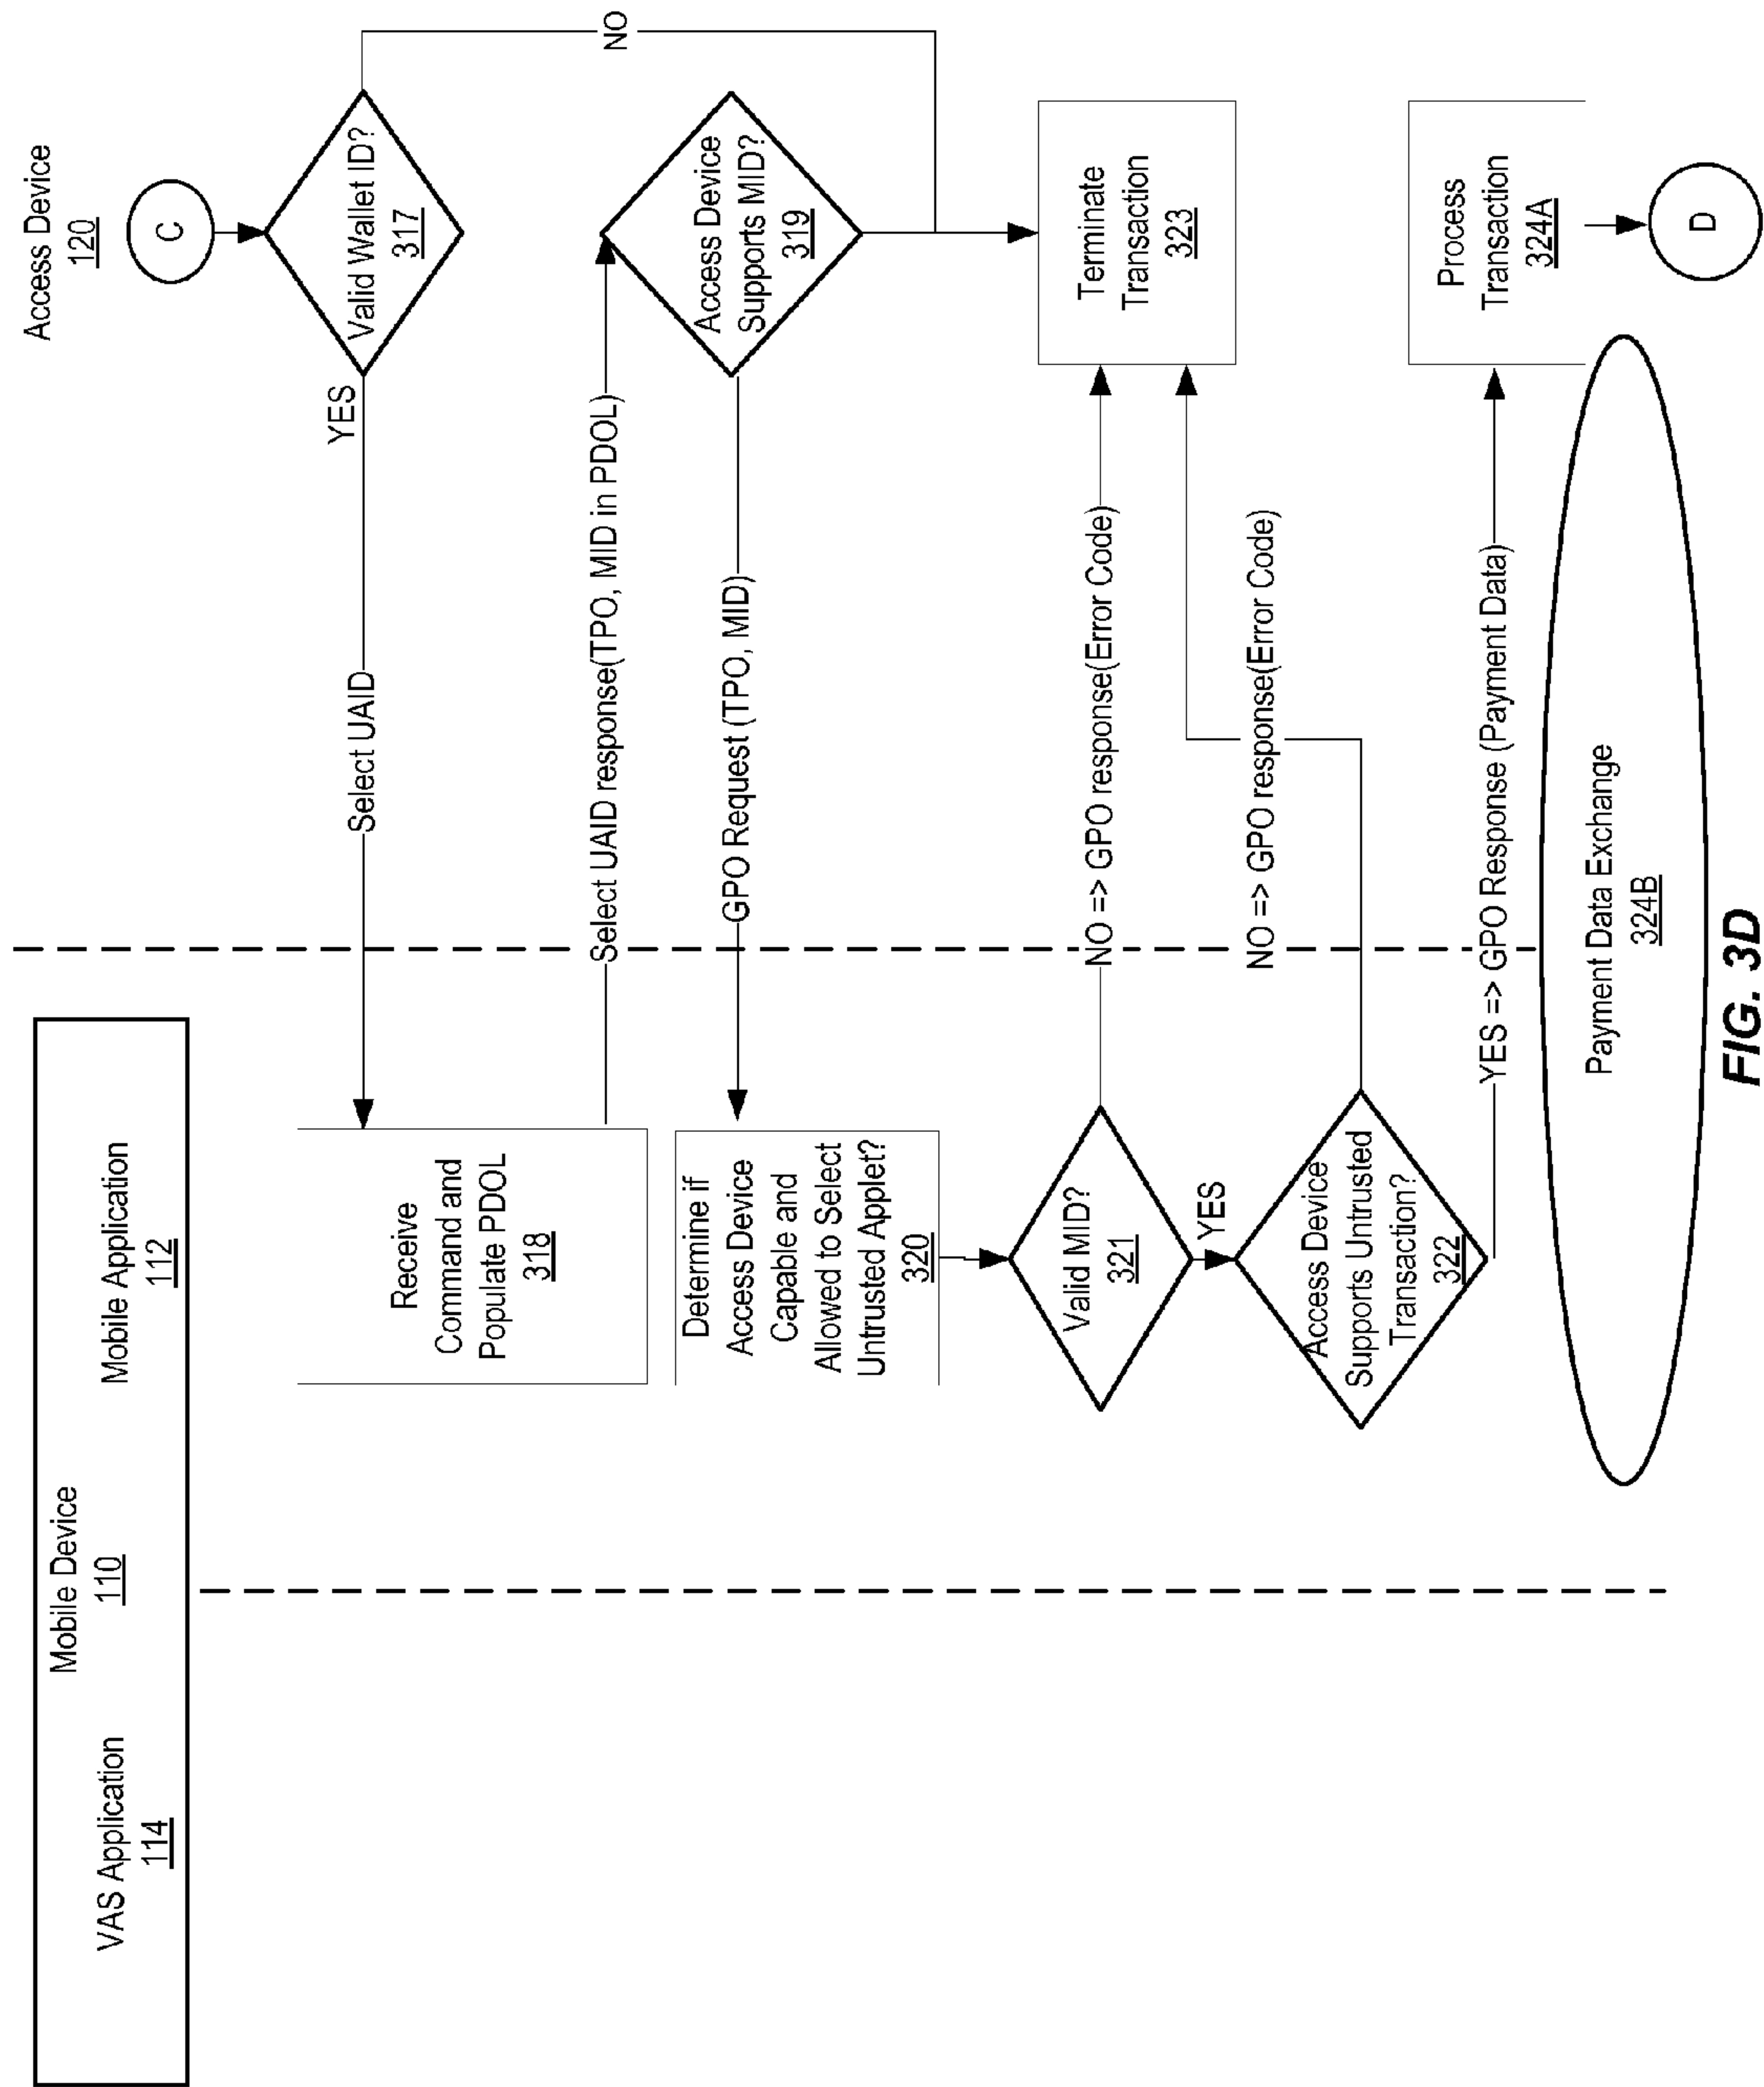 Mobile Device
110
VAS Application
114
Mobile Application
112
Access Device
120
C
Valid Wallet ID?
317
YES
NO
Select UAID
Receive
Command and
Populate PDOL
318
Select UAID response(TPO, MID in PDOL)
Access Device
Supports MID?
319
GPO Request (TPO, MID)
Determine if
Access Device
Capable and
Allowed to Select
Untrusted Applet?
320
Valid MID?
321
NO => GPO response(Error Code)
Terminate
Transaction
323
YES
Access Device
Supports Untrusted
Transaction?
322
NO => GPO response(Error Code)
YES => GPO Response (Payment Data)
Process
Transaction
324A
Payment Data Exchange
324B
D
FIG. 3D